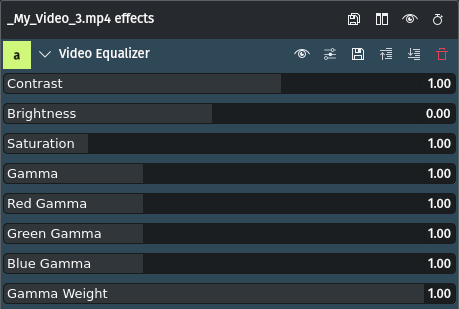 _My_Video_3.mp4 effects
a Video Equalizer
Contrast 1.00
Brightness 0.00
Saturation 1.00
Gamma 1.00
Red Gamma 1.00
Green Gamma 1.00
Blue Gamma 1.00
Gamma Weight 1.00